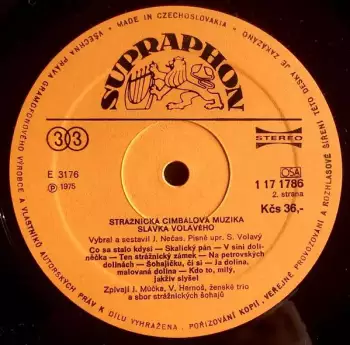 MADE IN CZECHOSLOVAKIA • VŠECHNA PRÁVA GRAMOFONOVÉHO VÝROBCE A VLASTNÍKŮ AUTORSKÝCH PRÁV K DÍLU VYHRAZENA. POŘIZOVÁNÍ KOPIÍ, VEŘEJNÉ PROVOZOVÁNÍ A ROZHLASOVÉ ŠÍŘENÍ TÉTO DESKY JE ZAKÁZÁNO
SUPRAPHON
33
STEREO
E 3176
Ⓟ 1975
OSA
1 17 1786
2. strana
Kčs 36,-
STRÁŽNICKÁ CIMBÁLOVÁ MUZIKA
SLÁVKA VOLAVÉHO
Vybral a sestavil J. Nečas. Písně upr. S. Volavý
Co sa stalo kdysi — Skalický pán — V síni doli-
něčka — Ten strážnický zámek — Na petrovských
dolinách — Šohajíčku, čí si — Ja dolina,
malovaná dolina — Kdo to, milý,
jakživ slyšel
Zpívají J. Múčka, V. Harnoš, ženské trio
a sbor strážnických šohajů